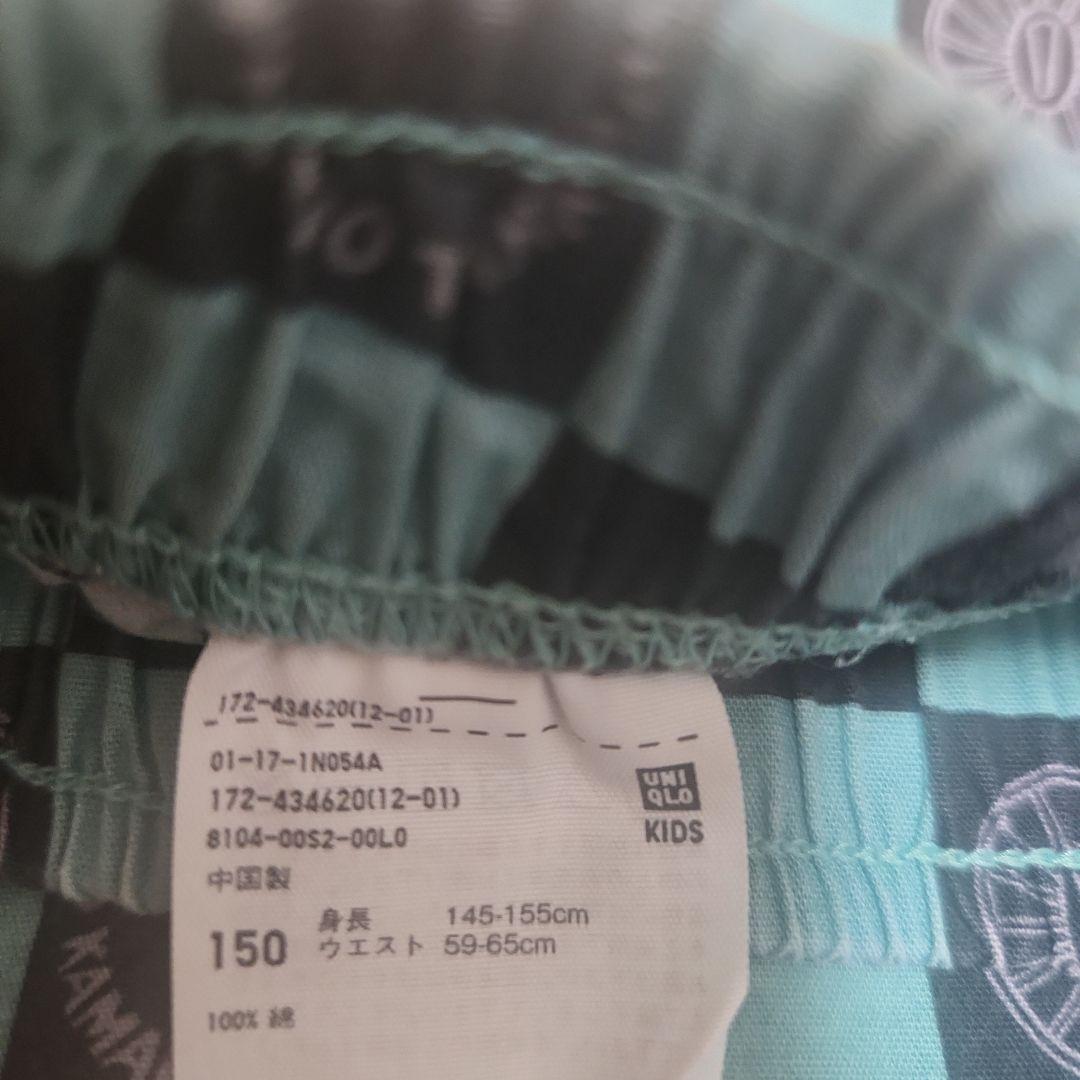 172-434620(12-01)
01-17-1N054A
172-434620(12-01)
8104-00S2-00L0
UNI
QLO
KIDS
中国製
150
身長 145-155cm
ウエスト 59-65cm
100% 綿
KAMA